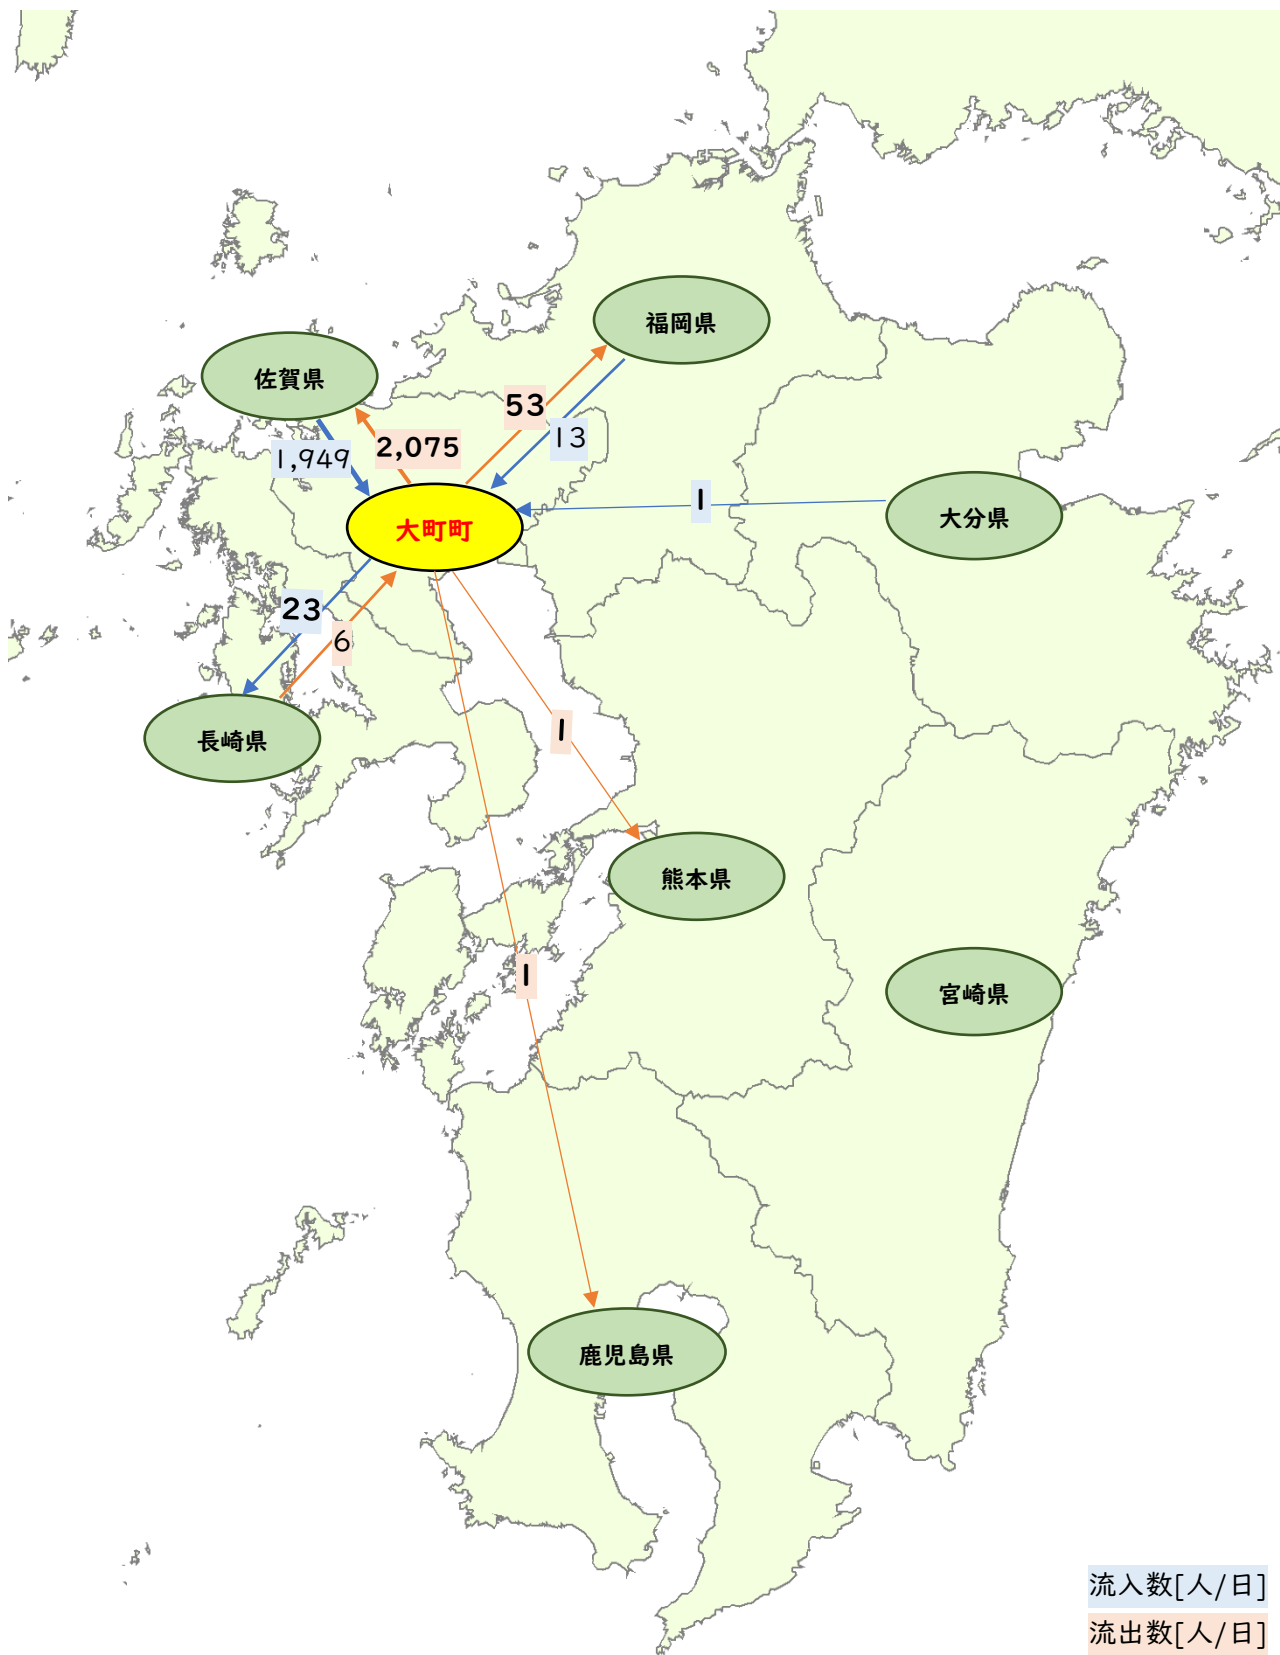 福岡県
佐賀県
53
13
2,075
1,949
1
大分県
大町町
23
6
長崎県
1
熊本県
1
宮崎県
鹿児島県
流入数[人/日]
流出数[人/日]